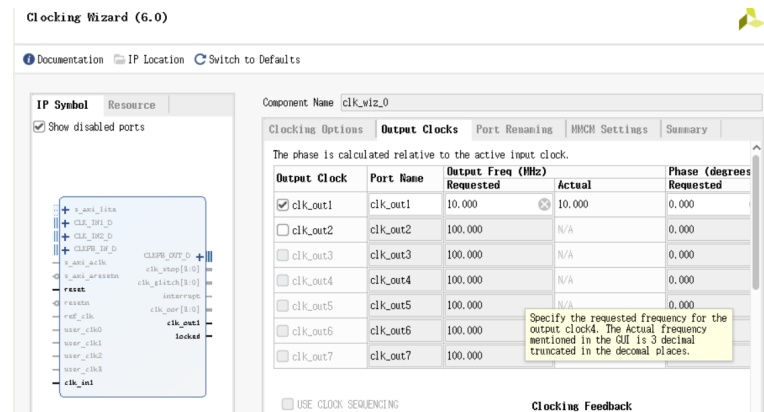 Clocking Wizard (6.0)
Documentation IP Location Switch to Defaults
IP Symbol Resource
Show disabled ports
s_axi_lite
CLK_IN1_D
CLK_IN2_D
CLKFB_IN_D
s_axi_aclk
s_axi_aresetn
reset
resetn
ref_clk
user_clk0
user_clk1
user_clk2
user_clk3
clk_in1
CLKFB_OUT_D
clk_stop[3:0]
clk_glitch[3:0]
interrupt
clk_oor[3:0]
clk_out1
locked
Component Name clk_wiz_0
Clocking Options Output Clocks Port Renaming MMCM Settings Summary
The phase is calculated relative to the active input clock.
Output Clock Port Name Output Freq (MHz) Phase (degrees
Requested Actual Requested
clk_out1 clk_out1 10.000 10.000 0.000
clk_out2 clk_out2 100.000 N/A 0.000
clk_out3 clk_out3 100.000 N/A 0.000
clk_out4 clk_out4 100.000 N/A 0.000
clk_out5 clk_out5 100.000 N/A 0.000
clk_out6 clk_out6 100.000
clk_out7 clk_out7 100.000
Specify the requested frequency for the
output clock4. The Actual frequency
mentioned in the GUI is 3 decimal
truncated in the decomal places.
USE CLOCK SEQUENCING Clocking Feedback